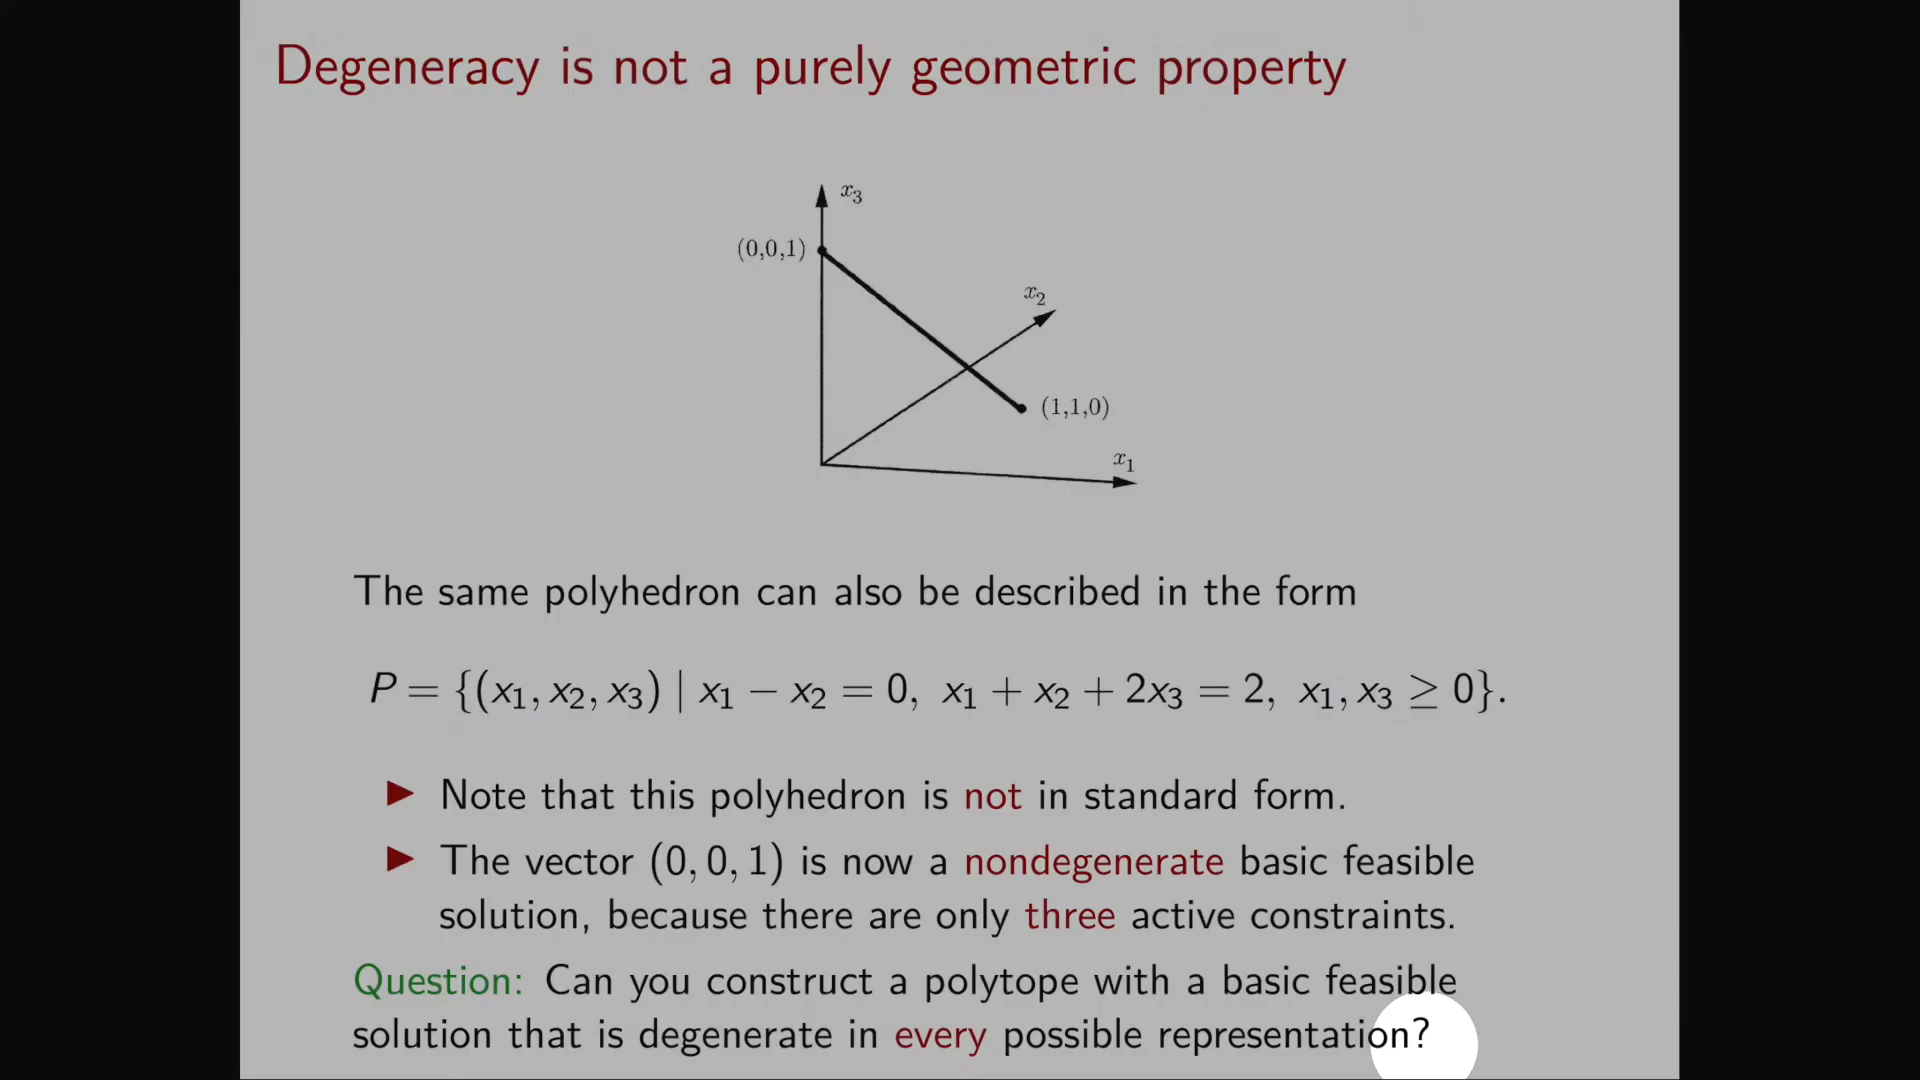 Degeneracy is not a purely geometric property
x₃
(0,0,1)
x₂
(1,1,0)
x₁
The same polyhedron can also be described in the form
P = {(x₁, x₂, x₃) | x₁ − x₂ = 0, x₁ + x₂ + 2x₃ = 2, x₁, x₃ ≥ 0}.
▶ Note that this polyhedron is not in standard form.
▶ The vector (0, 0, 1) is now a nondegenerate basic feasible
solution, because there are only three active constraints.
Question: Can you construct a polytope with a basic feasible
solution that is degenerate in every possible representation?